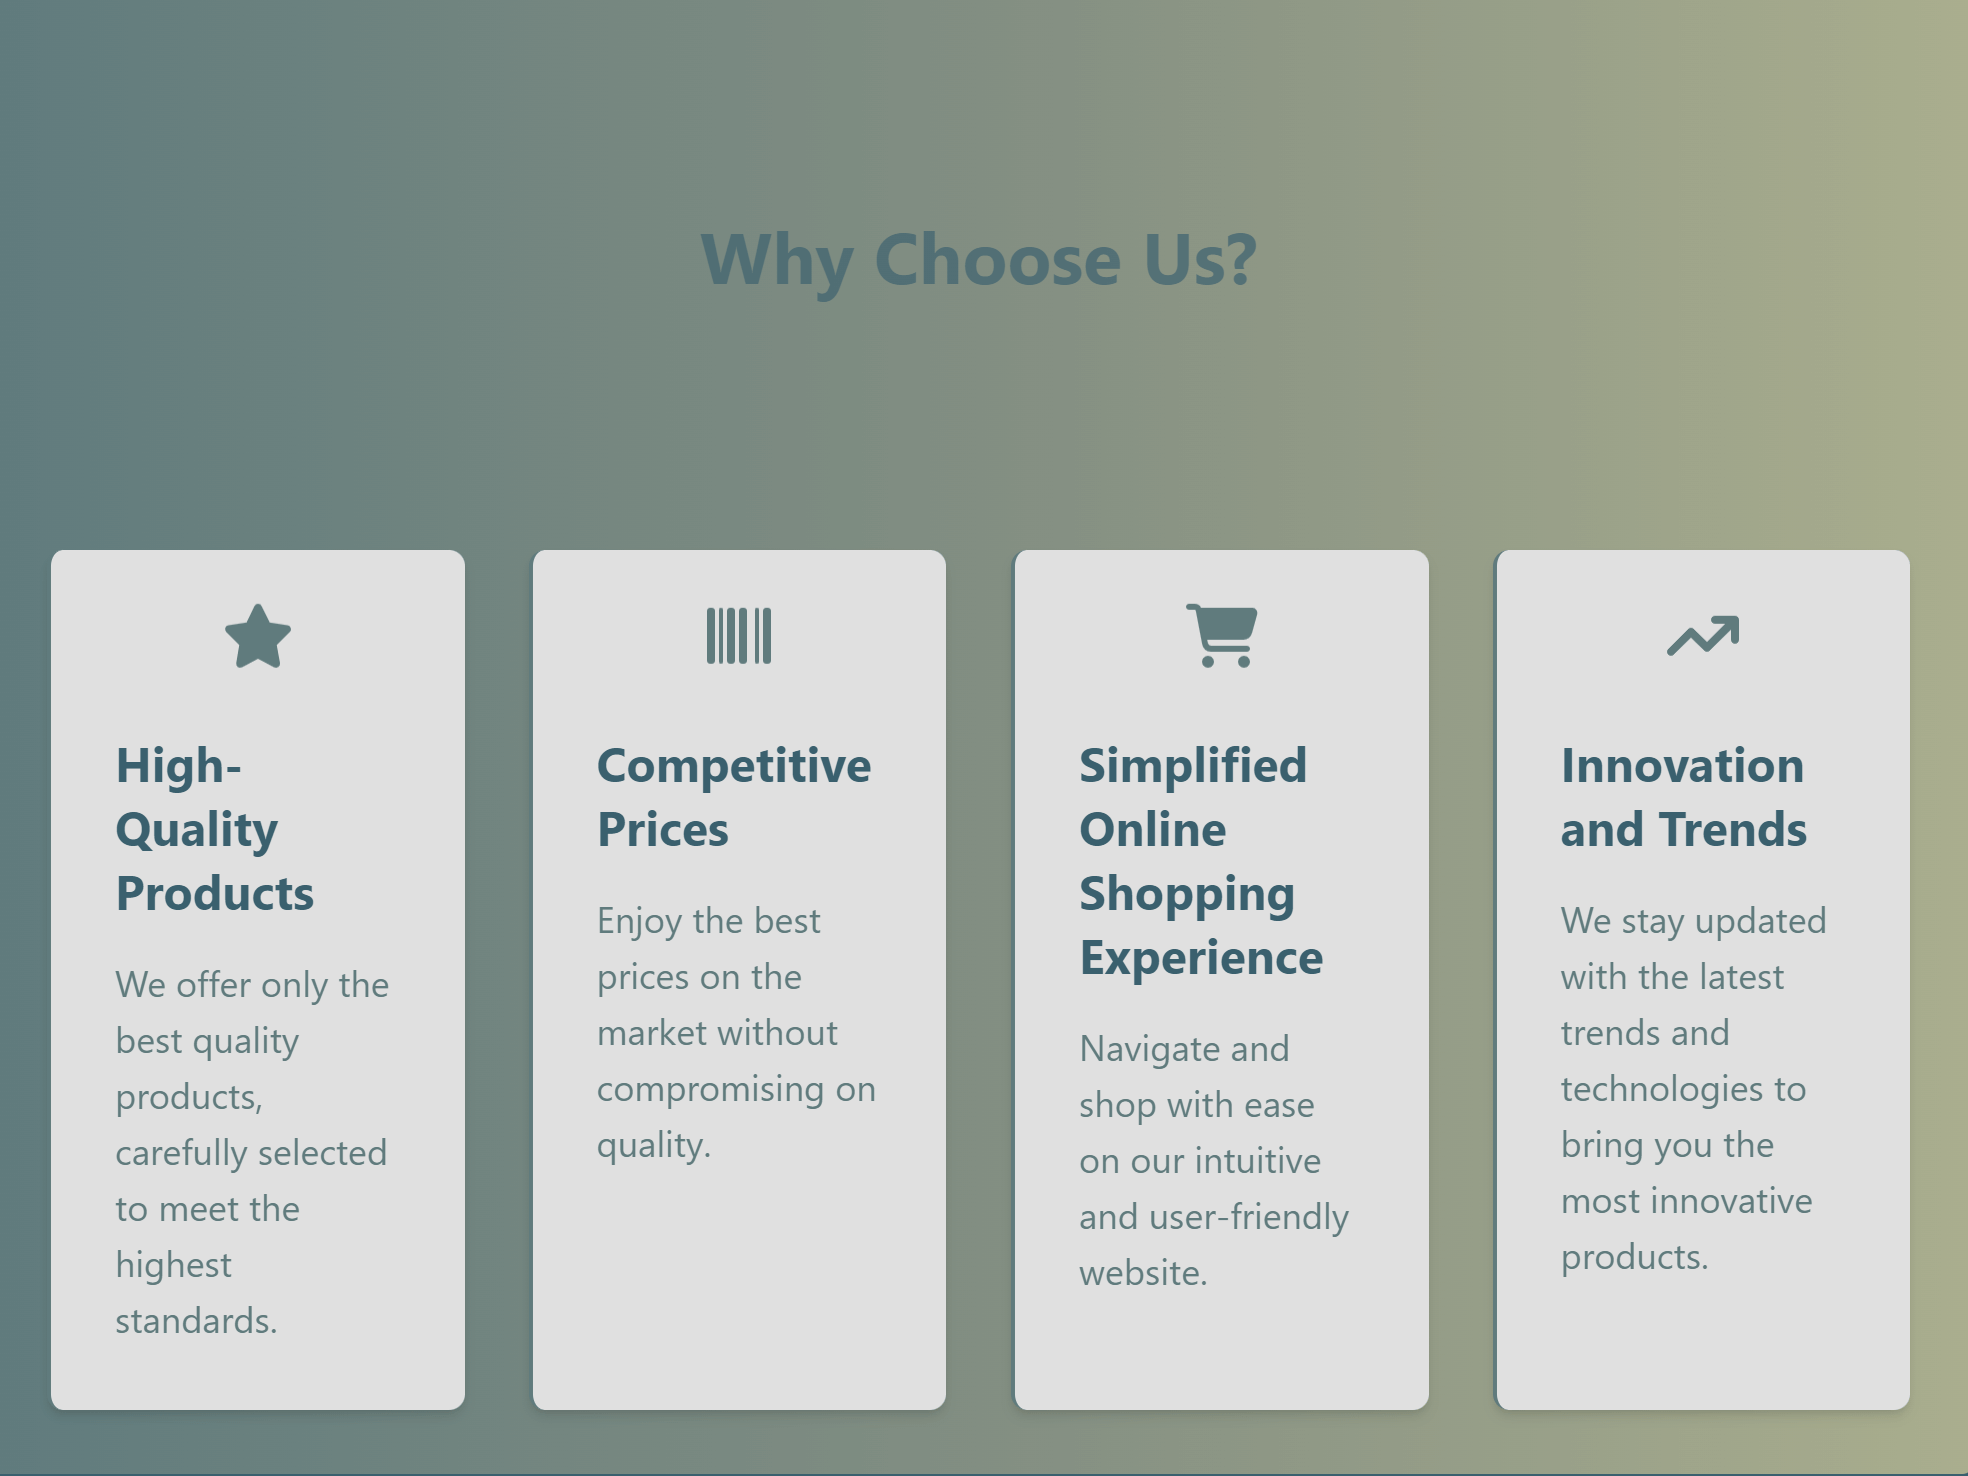 Why Choose Us?
High-
Quality
Products
We offer only the
best quality
products,
carefully selected
to meet the
highest
standards.
Competitive
Prices
Enjoy the best
prices on the
market without
compromising on
quality.
Simplified
Online
Shopping
Experience
Navigate and
shop with ease
on our intuitive
and user-friendly
website.
Innovation
and Trends
We stay updated
with the latest
trends and
technologies to
bring you the
most innovative
products.